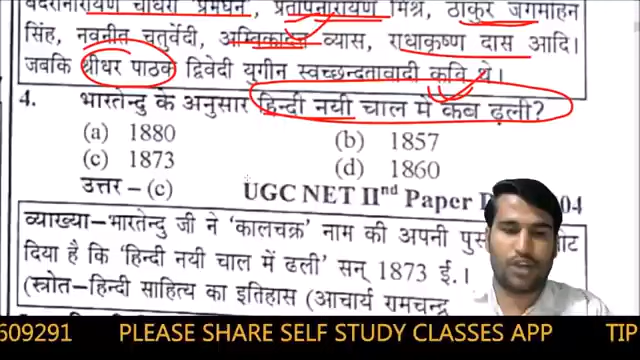 बदरीनारायण चौधरी प्रेमघन, प्रतापनारायण मिश्र, ठाकुर जगमोहन
सिंह, नवनीत चतुर्वेदी, अम्बिकादत्त व्यास, राधाकृष्ण दास आदि।
जबकि श्रीधर पाठक द्विवेदी युगीन स्वच्छन्दतावादी कवि थे।
4. भारतेन्दु के अनुसार हिन्दी नयी चाल में कब ढ़ली?
(a) 1880 (b) 1857
(c) 1873 (d) 1860
उत्तर –(c) UGC NET IInd Paper 04
व्याख्या–भारतेन्दु जी ने 'कालचक्र' नाम की अपनी नोट
दिया है कि 'हिन्दी नयी चाल में ढली' सन् 1873 ई.।
(स्त्रोत–हिन्दी साहित्य का इतिहास (आचार्य रामचन्द्र
609291 PLEASE SHARE SELF STUDY CLASSES APP TIP